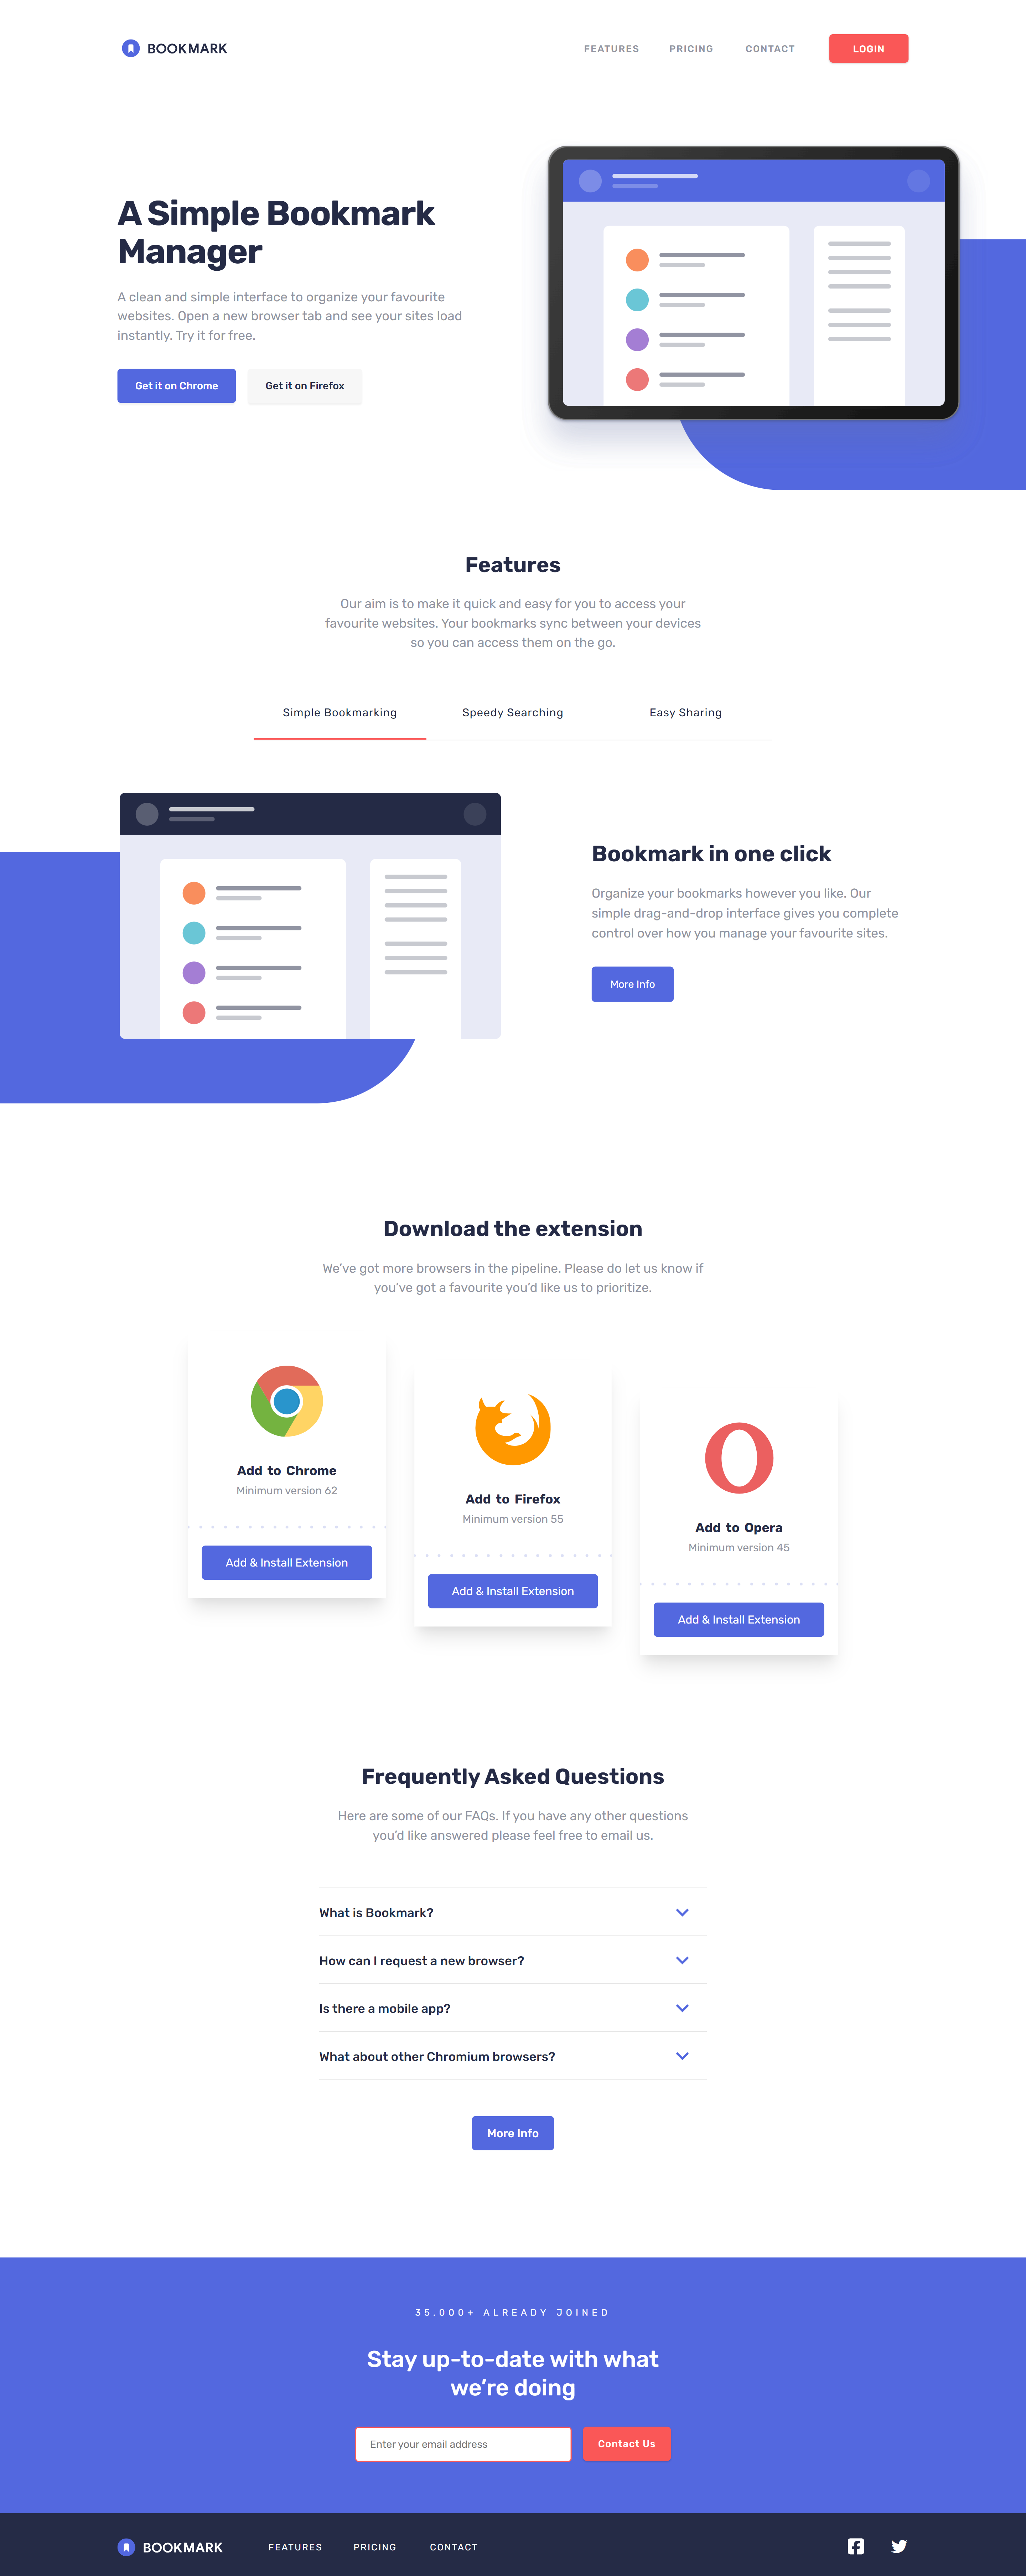 BOOKMARK
FEATURES PRICING CONTACT LOGIN
A Simple Bookmark
Manager
A clean and simple interface to organize your favourite
websites. Open a new browser tab and see your sites load
instantly. Try it for free.
Get it on Chrome Get it on Firefox
Features
Our aim is to make it quick and easy for you to access your
favourite websites. Your bookmarks sync between your devices
so you can access them on the go.
Simple Bookmarking Speedy Searching Easy Sharing
Bookmark in one click
Organize your bookmarks however you like. Our
simple drag-and-drop interface gives you complete
control over how you manage your favourite sites.
More Info
Download the extension
We’ve got more browsers in the pipeline. Please do let us know if
you’ve got a favourite you’d like us to prioritize.
Add to Chrome
Minimum version 62
Add & Install Extension
Add to Firefox
Minimum version 55
Add & Install Extension
Add to Opera
Minimum version 45
Add & Install Extension
Frequently Asked Questions
Here are some of our FAQs. If you have any other questions
you’d like answered please feel free to email us.
What is Bookmark?
How can I request a new browser?
Is there a mobile app?
What about other Chromium browsers?
More Info
35,000+ ALREADY JOINED
Stay up-to-date with what
we’re doing
Enter your email address Contact Us
BOOKMARK FEATURES PRICING CONTACT